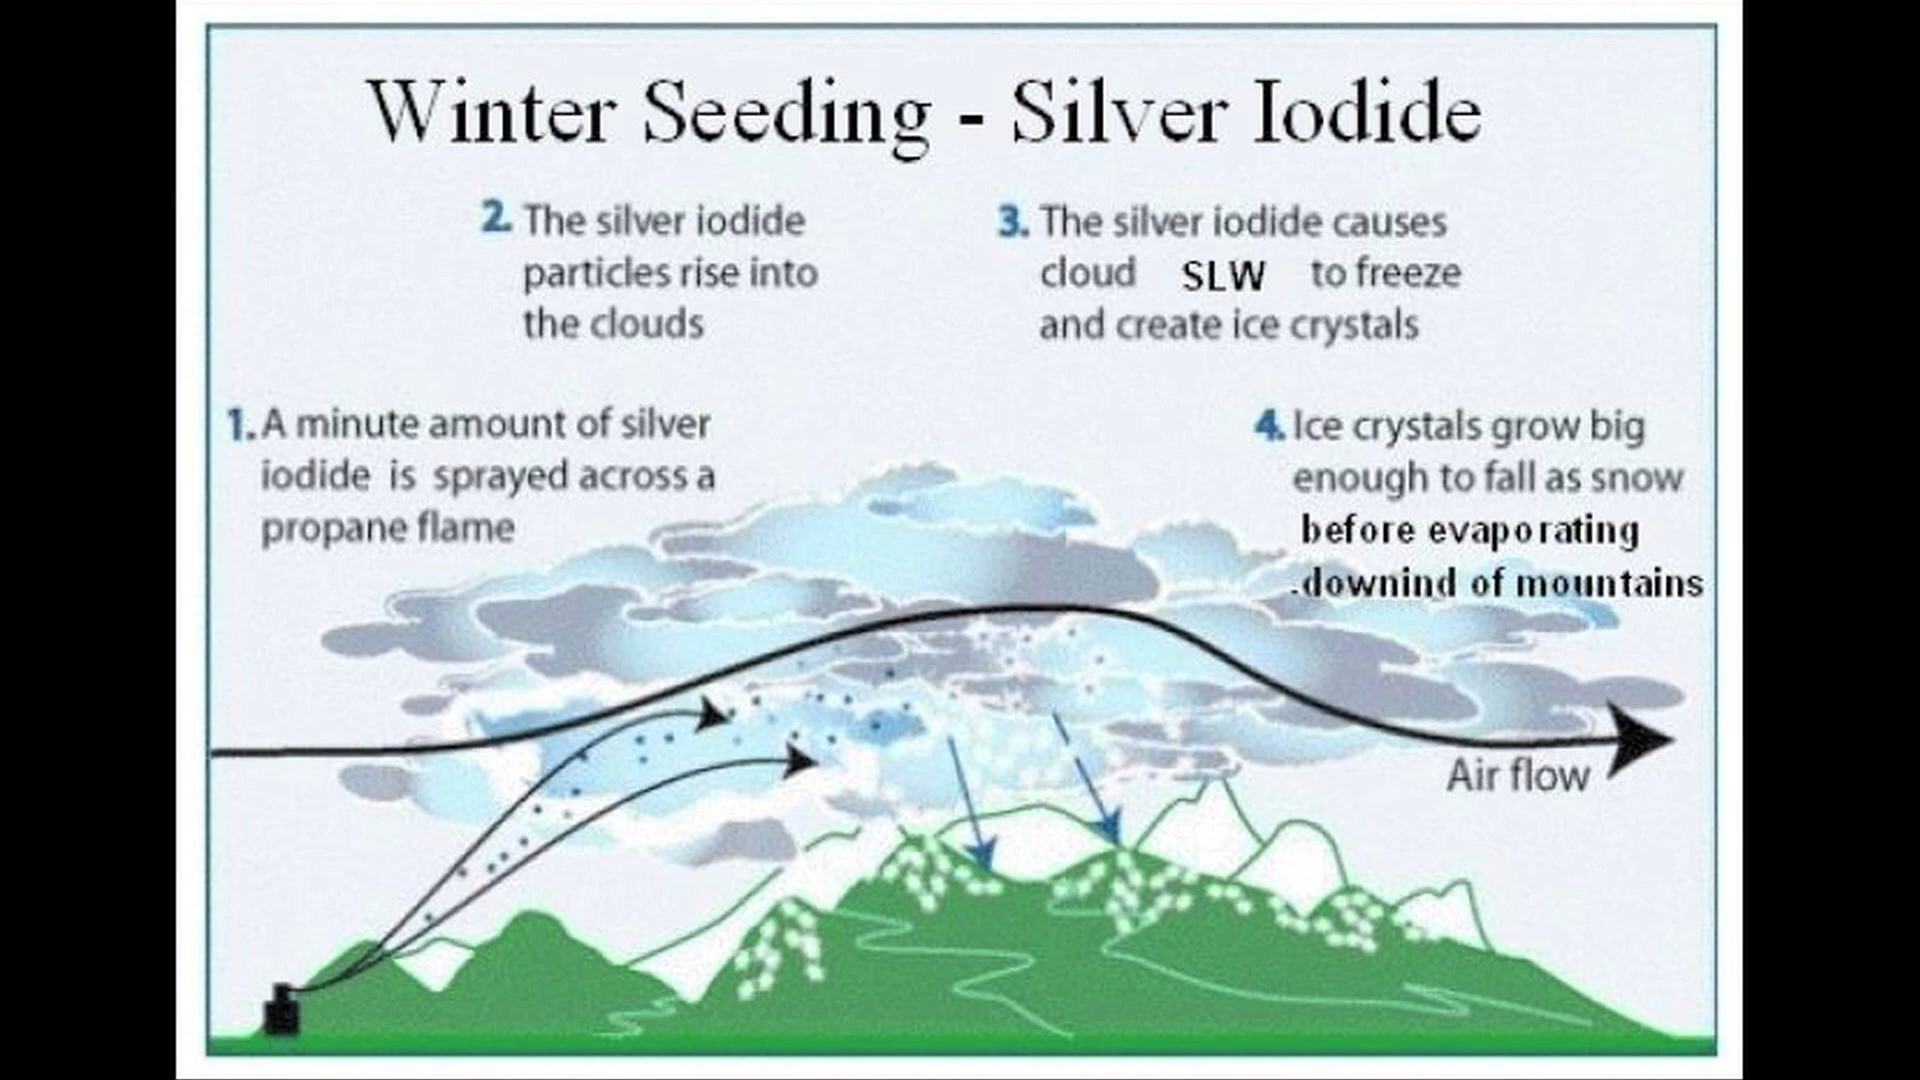 Winter Seeding - Silver Iodide
1. A minute amount of silver
iodide is sprayed across a
propane flame
2. The silver iodide
particles rise into
the clouds
3. The silver iodide causes
cloud SLW to freeze
and create ice crystals
4. Ice crystals grow big
enough to fall as snow
before evaporating
.downind of mountains
Air flow